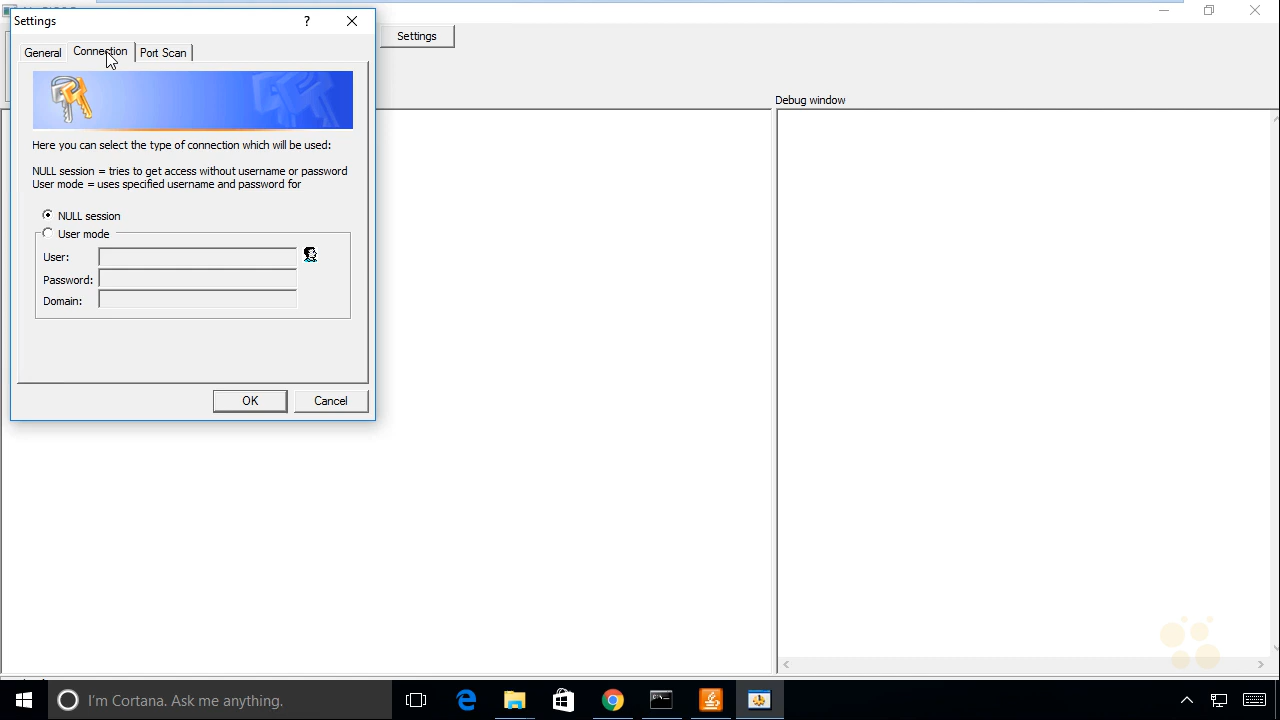 Settings
?
General
Connection
Port Scan
Settings
Debug window
Here you can select the type of connection which will be used:
NULL session = tries to get access without username or password
User mode = uses specified username and password for
NULL session
User mode
User:
Password:
Domain:
OK
Cancel
I'm Cortana. Ask me anything.